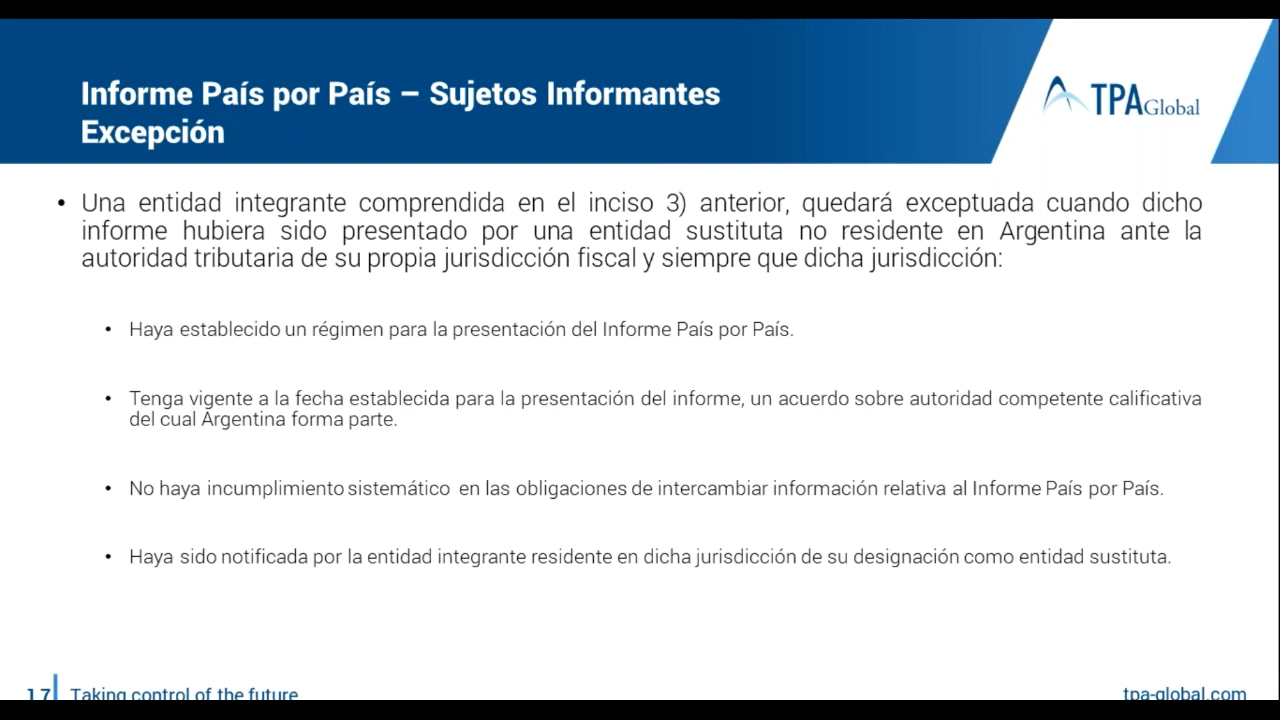 Informe País por País – Sujetos Informantes
Excepción
TPA Global
• Una entidad integrante comprendida en el inciso 3) anterior, quedará exceptuada cuando dicho
informe hubiera sido presentado por una entidad sustituta no residente en Argentina ante la
autoridad tributaria de su propia jurisdicción fiscal y siempre que dicha jurisdicción:
• Haya establecido un régimen para la presentación del Informe País por País.
• Tenga vigente a la fecha establecida para la presentación del informe, un acuerdo sobre autoridad competente calificativa
del cual Argentina forma parte.
• No haya incumplimiento sistemático en las obligaciones de intercambiar información relativa al Informe País por País.
• Haya sido notificada por la entidad integrante residente en dicha jurisdicción de su designación como entidad sustituta.
17 Taking control of the future
tpa-global.com